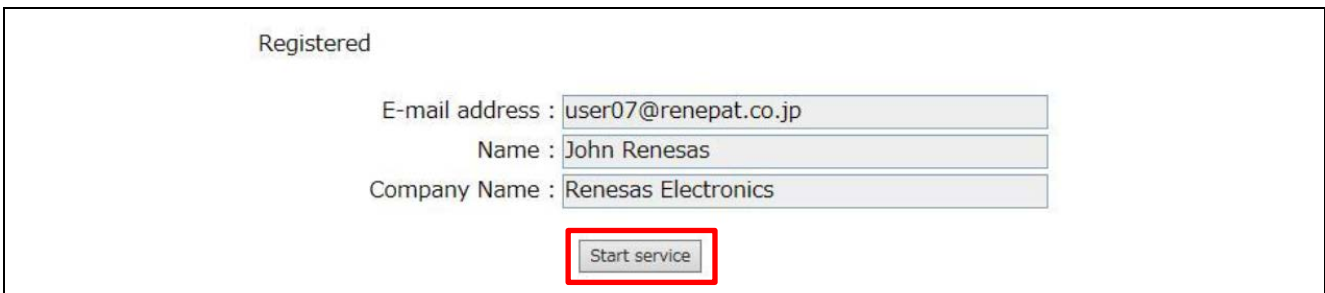 Registered
E-mail address : user07@renepat.co.jp
Name : John Renesas
Company Name : Renesas Electronics
Start service